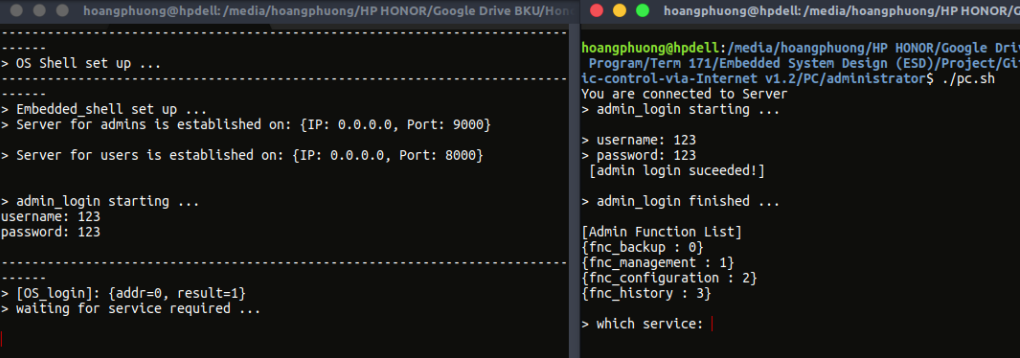 hoangphuong@hpdell: /media/hoangphuong/HP HONOR/Google Drive BKU/Hon
--------------------------------------------------------------------------
------
> OS Shell set up ...
--------------------------------------------------------------------------
------
> Embedded_shell set up ...
> Server for admins is established on: {IP: 0.0.0.0, Port: 9000}
> Server for users is established on: {IP: 0.0.0.0, Port: 8000}
> admin_login starting ...
username: 123
password: 123
--------------------------------------------------------------------------
------
> [OS_login]: {addr=0, result=1}
> waiting for service required ...
hoangphuong@hpdell: /media/hoangphuong/HP HONOR/G
hoangphuong@hpdell:/media/hoangphuong/HP HONOR/Google Driv
Program/Term 171/Embedded System Design (ESD)/Project/Gi
ic-control-via-Internet v1.2/PC/administrator$ ./pc.sh
You are connected to Server
> admin_login starting ...
> username: 123
> password: 123
[admin login suceeded!]
> admin_login finished ...
[Admin Function List]
{fnc_backup : 0}
{fnc_management : 1}
{fnc_configuration : 2}
{fnc_history : 3}
> which service: